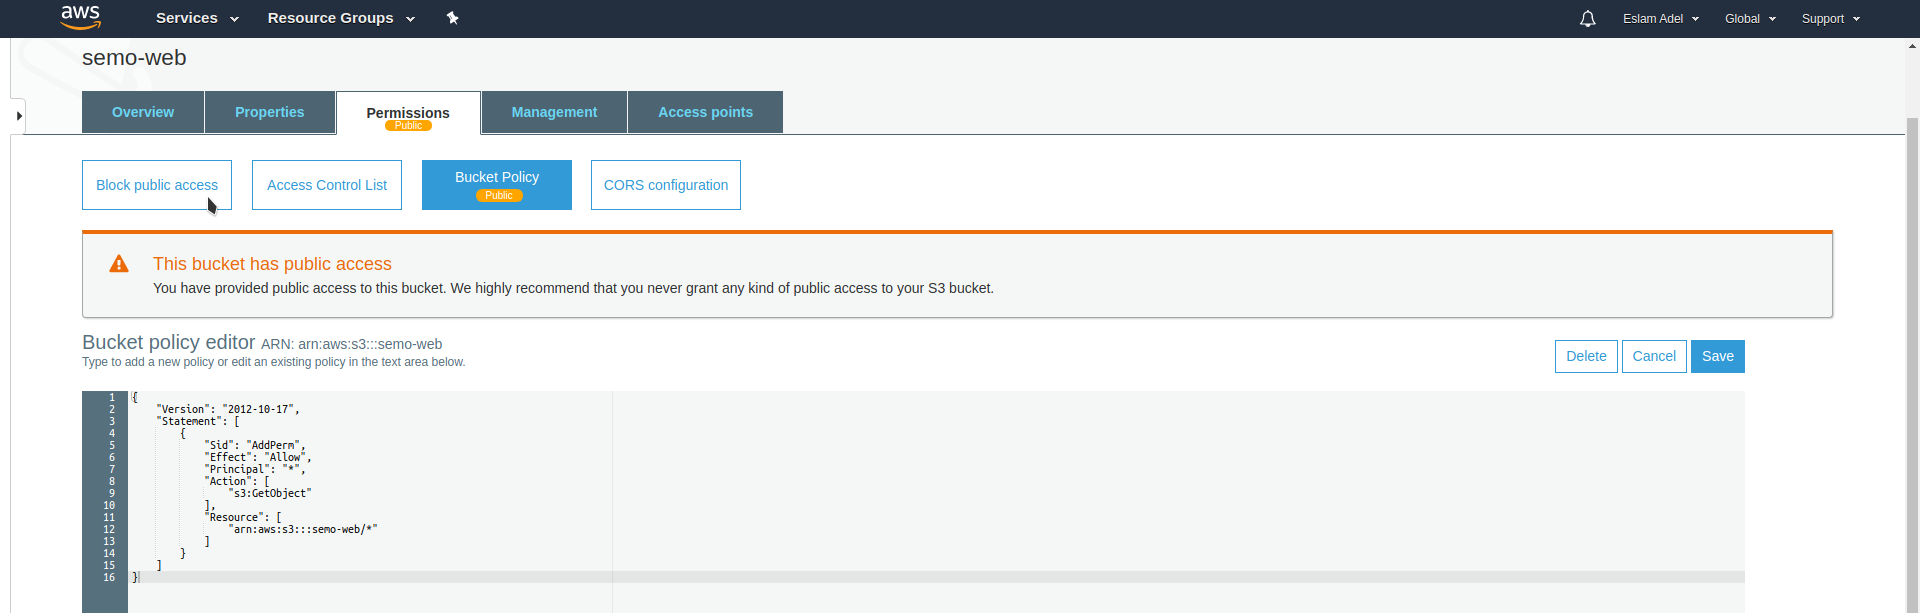 aws Services Resource Groups Eslam Adel Global Support
semo-web
Overview Properties Permissions Management Access points
Public
Block public access Access Control List Bucket Policy CORS configuration
Public
This bucket has public access
You have provided public access to this bucket. We highly recommend that you never grant any kind of public access to your S3 bucket.
Bucket policy editor ARN: arn:aws:s3:::semo-web
Type to add a new policy or edit an existing policy in the text area below.
Delete Cancel Save
1 {
2 "Version": "2012-10-17",
3 "Statement": [
4 {
5 "Sid": "AddPerm",
6 "Effect": "Allow",
7 "Principal": "*",
8 "Action": [
9 "s3:GetObject"
10 ],
11 "Resource": [
12 "arn:aws:s3:::semo-web/*"
13 ]
14 }
15 ]
16 }